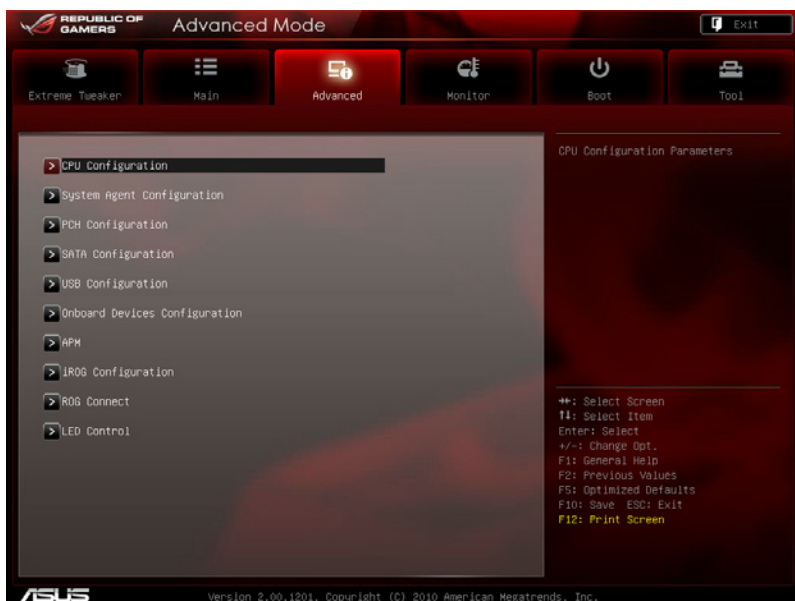 REPUBLIC OF
GAMERS
Advanced Mode
Exit
Extreme Tweaker
Main
Advanced
Monitor
Boot
Tool
CPU Configuration
System Agent Configuration
PCH Configuration
SATA Configuration
USB Configuration
Onboard Devices Configuration
APM
iROG Configuration
ROG Connect
LED Control
CPU Configuration Parameters
→←: Select Screen
↑↓: Select Item
Enter: Select
+/-: Change Opt.
F1: General Help
F2: Previous Values
F5: Optimized Defaults
F10: Save ESC: Exit
F12: Print Screen
ASUS
Version 2.00.1201. Copyright (C) 2010 American Megatrends, Inc.